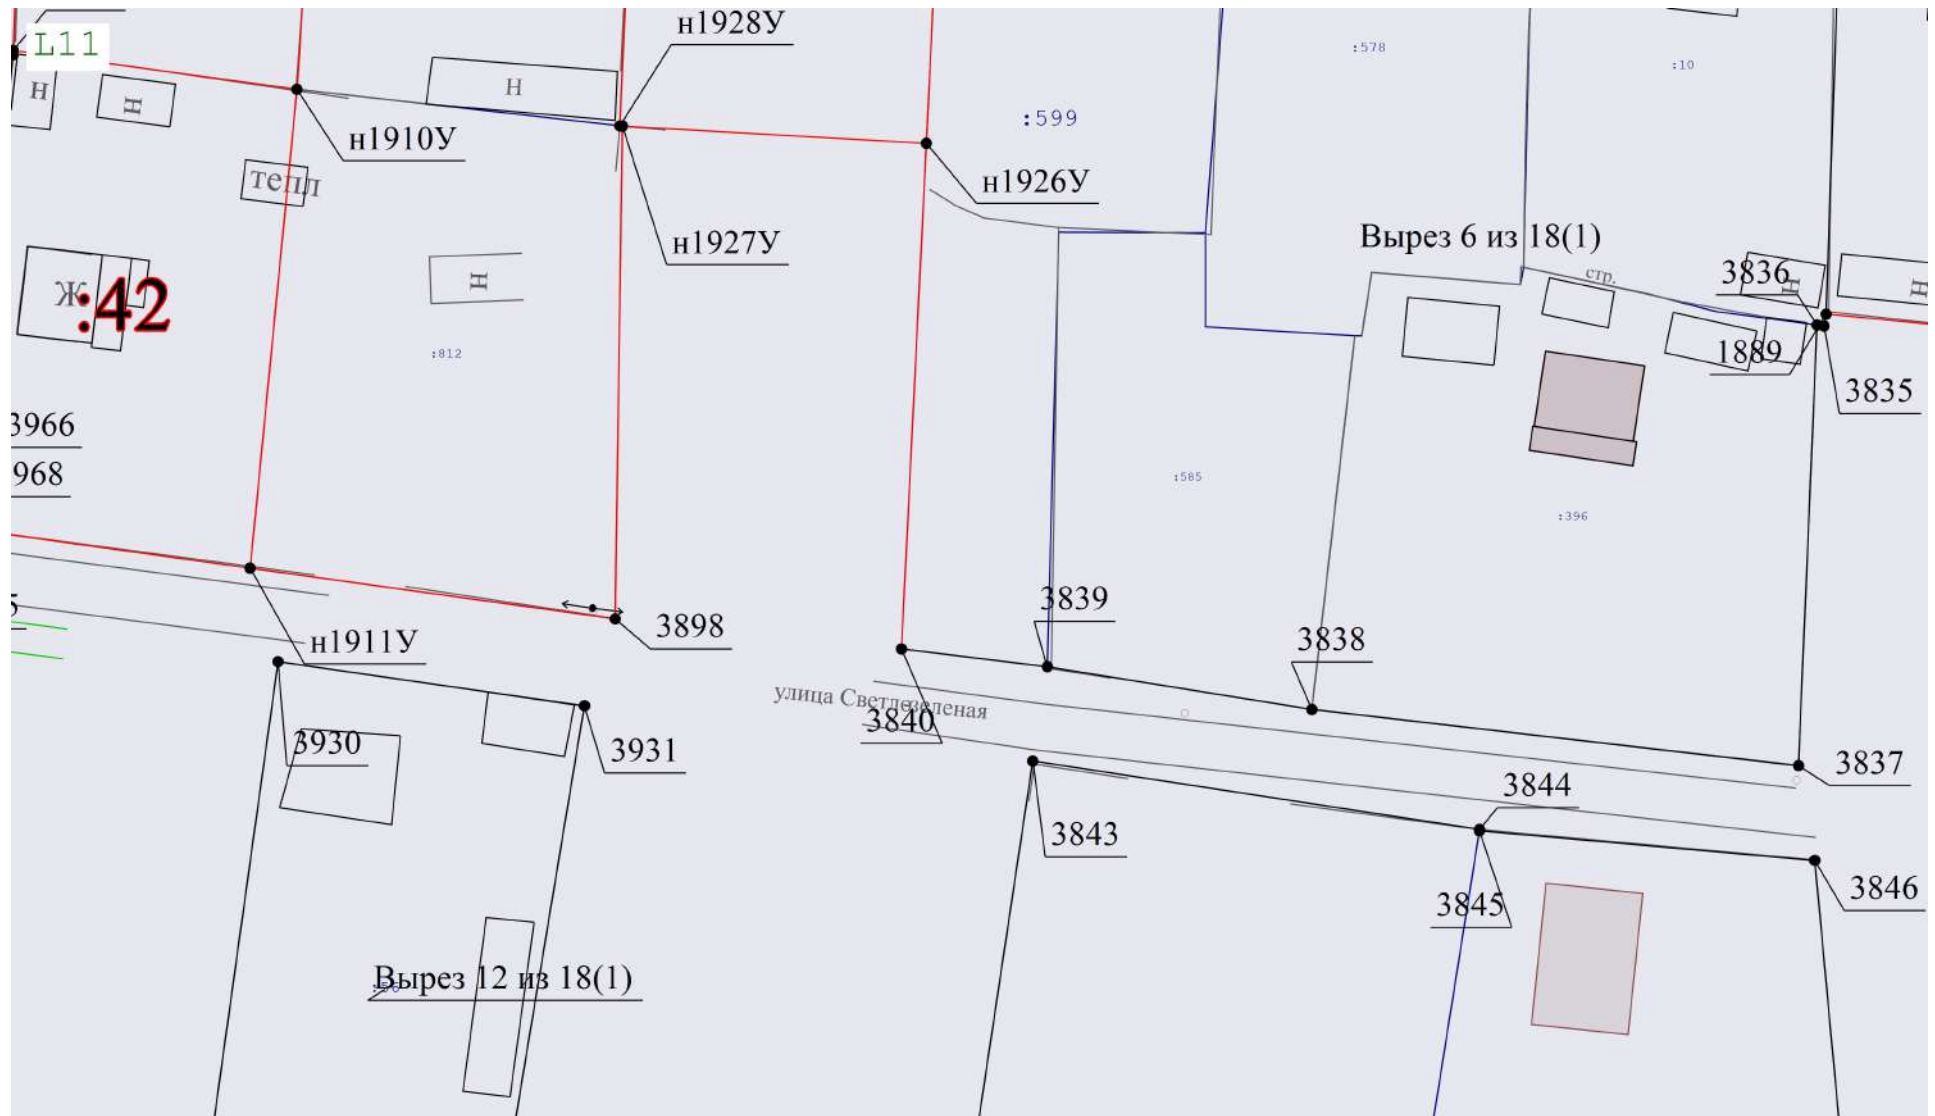 н1928У
L11
:578
:10
Н
Н
Н
:599
н1910У
тепл
н1926У
н1927У
Вырез 6 из 18(1)
стр.
3836
Н
Н
Н
Ж
:42
:812
1889
3835
3966
968
:585
:396
3839
н1911У
3898
3838
улица Светлозеленая
3840
3930
3931
3837
3844
3843
3846
3845
Вырез 12 из 18(1)